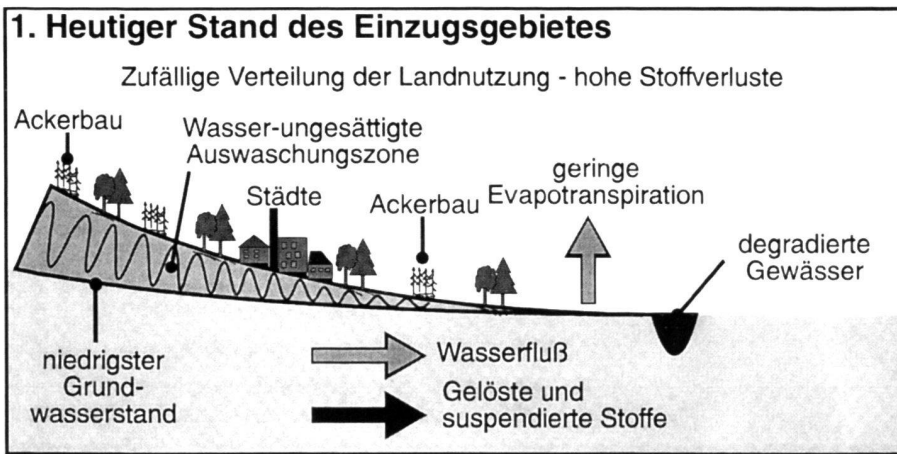 1. Heutiger Stand des Einzugsgebietes
Zufällige Verteilung der Landnutzung - hohe Stoffverluste
Ackerbau
Wasser-ungesättigte
Auswaschungszone
Städte
Ackerbau
geringe
Evapotranspiration
degradierte
Gewässer
niedrigster
Grund-
wasserstand
Wasserfluß
Gelöste und
suspendierte Stoffe